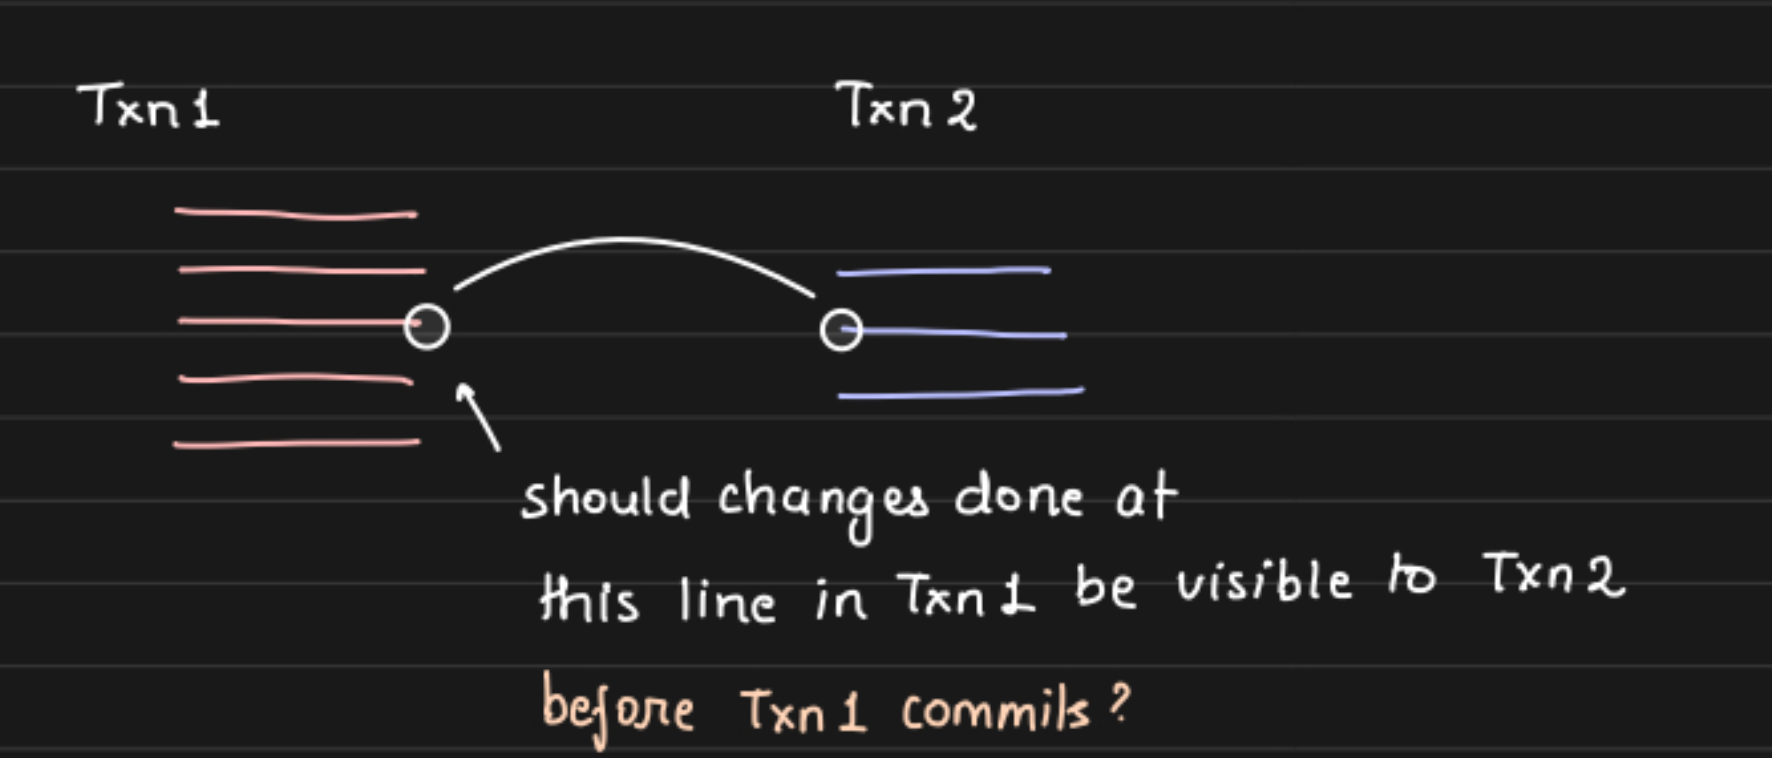 Txn 1
Txn 2
should changes done at
this line in Txn 1 be visible to Txn 2
before Txn 1 commits?